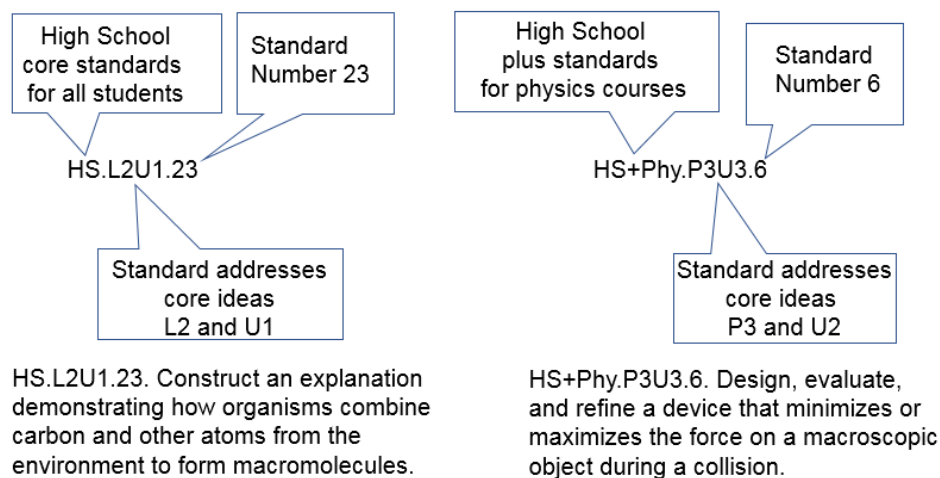 High School
core standards
for all students
Standard
Number 23
HS.L2U1.23
Standard addresses
core ideas
L2 and U1
HS.L2U1.23. Construct an explanation
demonstrating how organisms combine
carbon and other atoms from the
environment to form macromolecules.
High School
plus standards
for physics courses
Standard
Number 6
HS+Phy.P3U3.6
Standard addresses
core ideas
P3 and U2
HS+Phy.P3U3.6. Design, evaluate,
and refine a device that minimizes or
maximizes the force on a macroscopic
object during a collision.